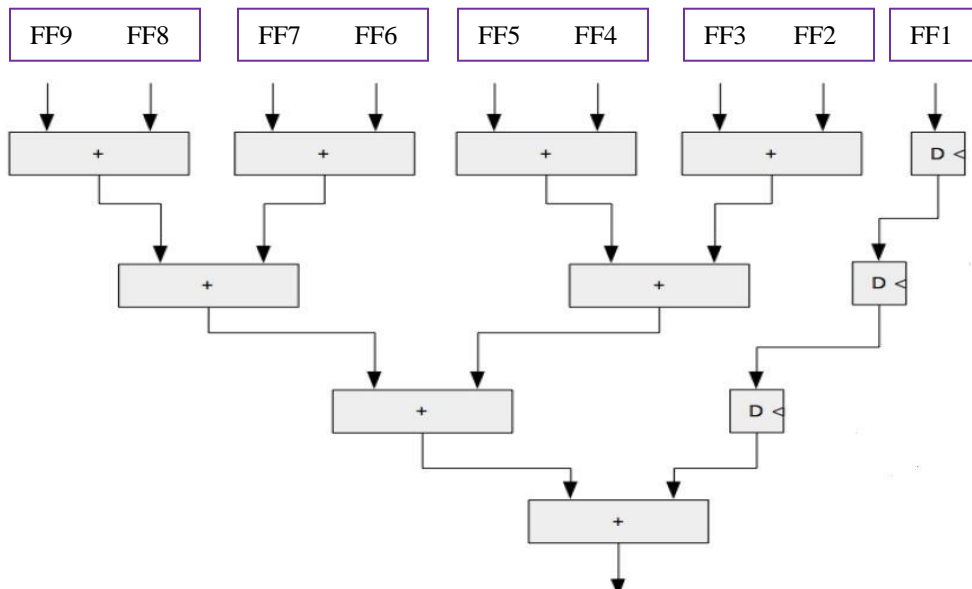 FF9 FF8 FF7 FF6 FF5 FF4 FF3 FF2 FF1
+ + + + D <
+ + D <
+ D <
+